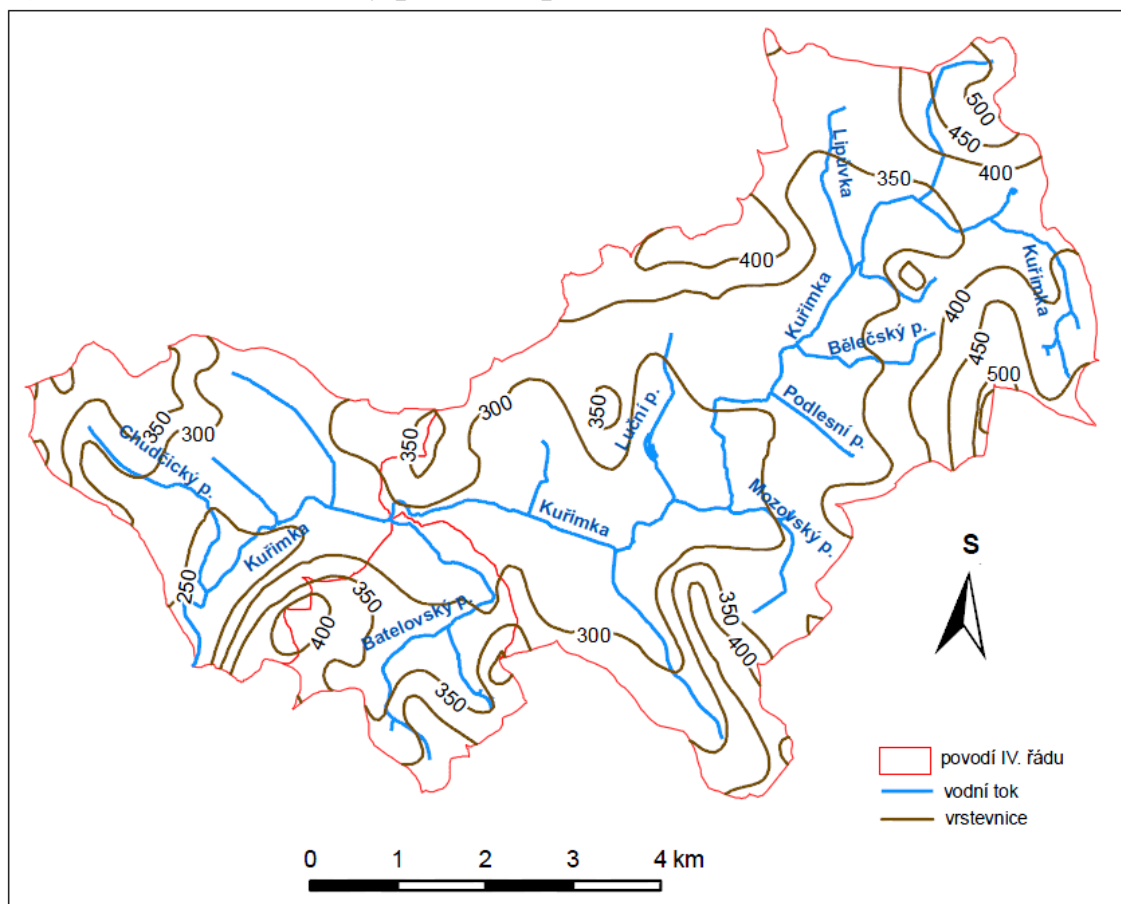 500
450
400
350
Lipůvka
400
Kuřimka
Kuřimka
400
Bělečský p.
450
500
Podlesní p.
300
350
Luční p.
350
350
300
Chudčický p.
Mozovský p.
Kuřimka
Kuřimka
250
S
350
400
Batelovský p.
300
350
400
350
povodí IV. řádu
vodní tok
vrstevnice
0 1 2 3 4 km